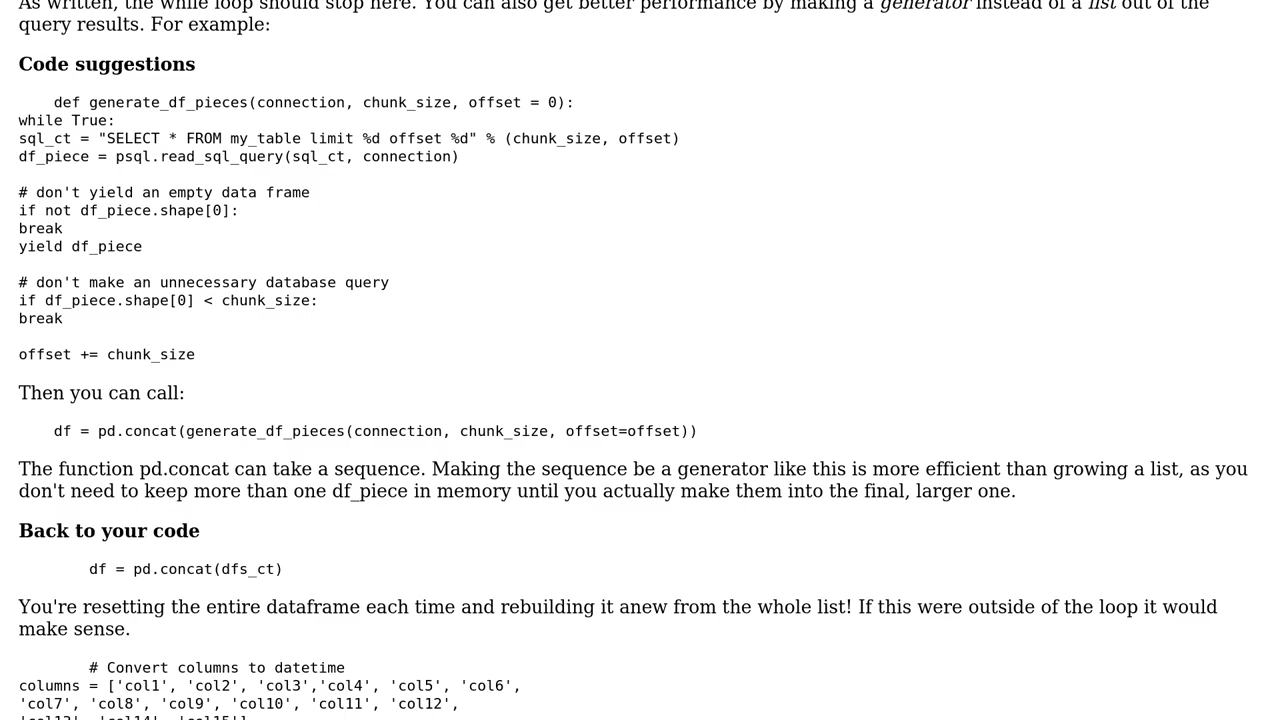 As written, the while loop should stop here. You can also get better performance by making a generator instead of a list out of the
query results. For example:
Code suggestions
def generate_df_pieces(connection, chunk_size, offset = 0):
while True:
sql_ct = "SELECT * FROM my_table limit %d offset %d" % (chunk_size, offset)
df_piece = psql.read_sql_query(sql_ct, connection)
# don't yield an empty data frame
if not df_piece.shape[0]:
break
yield df_piece
# don't make an unnecessary database query
if df_piece.shape[0] < chunk_size:
break
offset += chunk_size
Then you can call:
df = pd.concat(generate_df_pieces(connection, chunk_size, offset=offset))
The function pd.concat can take a sequence. Making the sequence be a generator like this is more efficient than growing a list, as you
don't need to keep more than one df_piece in memory until you actually make them into the final, larger one.
Back to your code
df = pd.concat(dfs_ct)
You're resetting the entire dataframe each time and rebuilding it anew from the whole list! If this were outside of the loop it would
make sense.
# Convert columns to datetime
columns = ['col1', 'col2', 'col3','col4', 'col5', 'col6',
'col7', 'col8', 'col9', 'col10', 'col11', 'col12',
'col13', 'col14', 'col15']